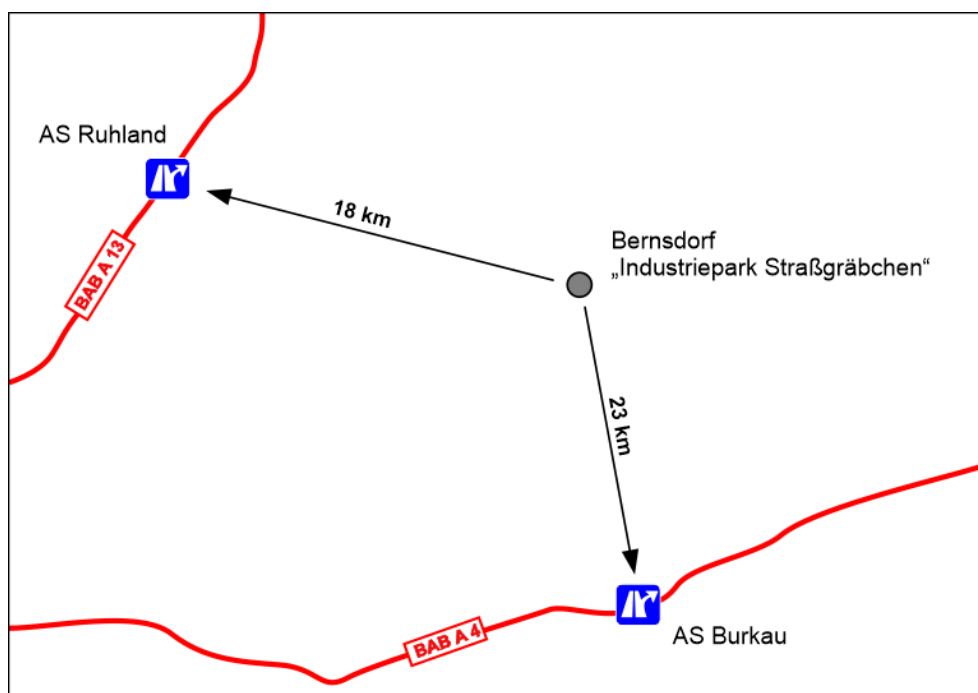 AS Ruhland
18 km
BAB A 13
Bernsdorf
„Industriepark Straßgräbchen“
23 km
BAB A 4
AS Burkau